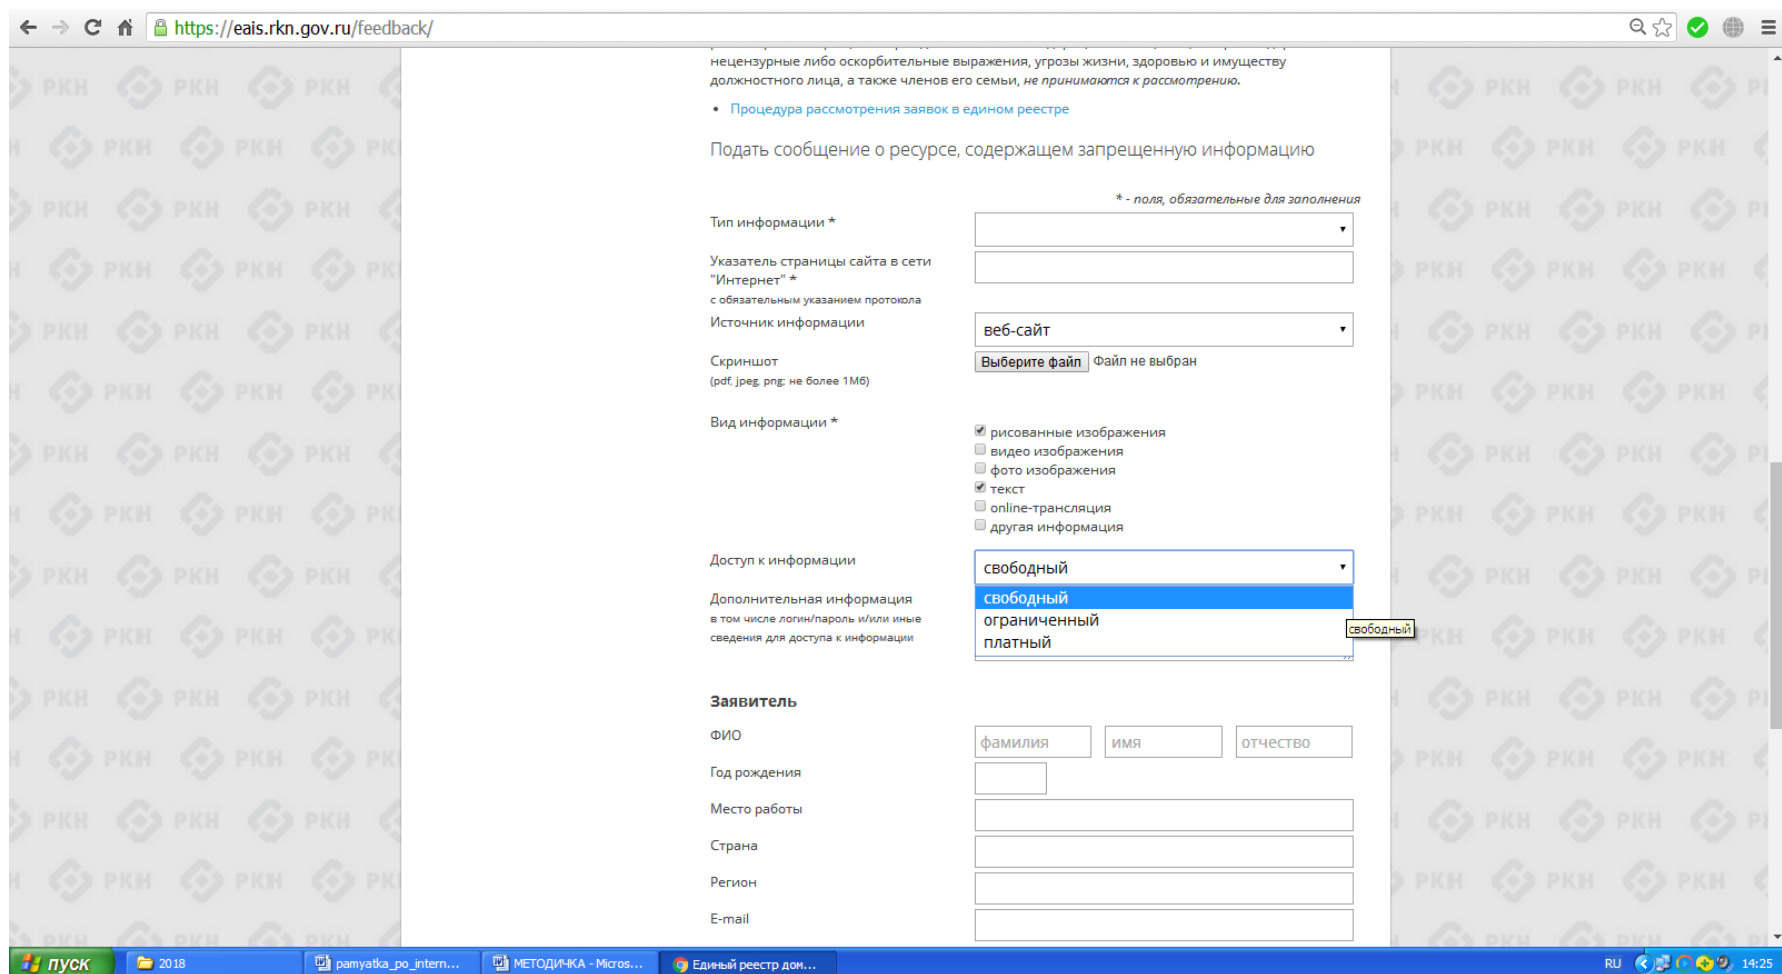 https://eais.rkn.gov.ru/feedback/
нецензурные либо оскорбительные выражения, угрозы жизни, здоровью и имуществу
должностного лица, а также членов его семьи, не принимаются к рассмотрению.
• Процедура рассмотрения заявок в едином реестре
Подать сообщение о ресурсе, содержащем запрещенную информацию
* - поля, обязательные для заполнения
Тип информации *
Указатель страницы сайта в сети
"Интернет" *
с обязательным указанием протокола
Источник информации
веб-сайт
Скриншот
(pdf, jpeg, png; не более 1Мб)
Выберите файл Файл не выбран
Вид информации *
рисованные изображения
видео изображения
фото изображения
текст
online-трансляция
другая информация
Доступ к информации
свободный
свободный
ограниченный
платный
свободный
Дополнительная информация
в том числе логин/пароль и/или иные
сведения для доступа к информации
Заявитель
ФИО
фамилия имя отчество
Год рождения
Место работы
Страна
Регион
E-mail
РКН
пуск 2018 pamyatka_po_intern... МЕТОДИЧКА - Micros... Единый реестр дом... RU 14:25